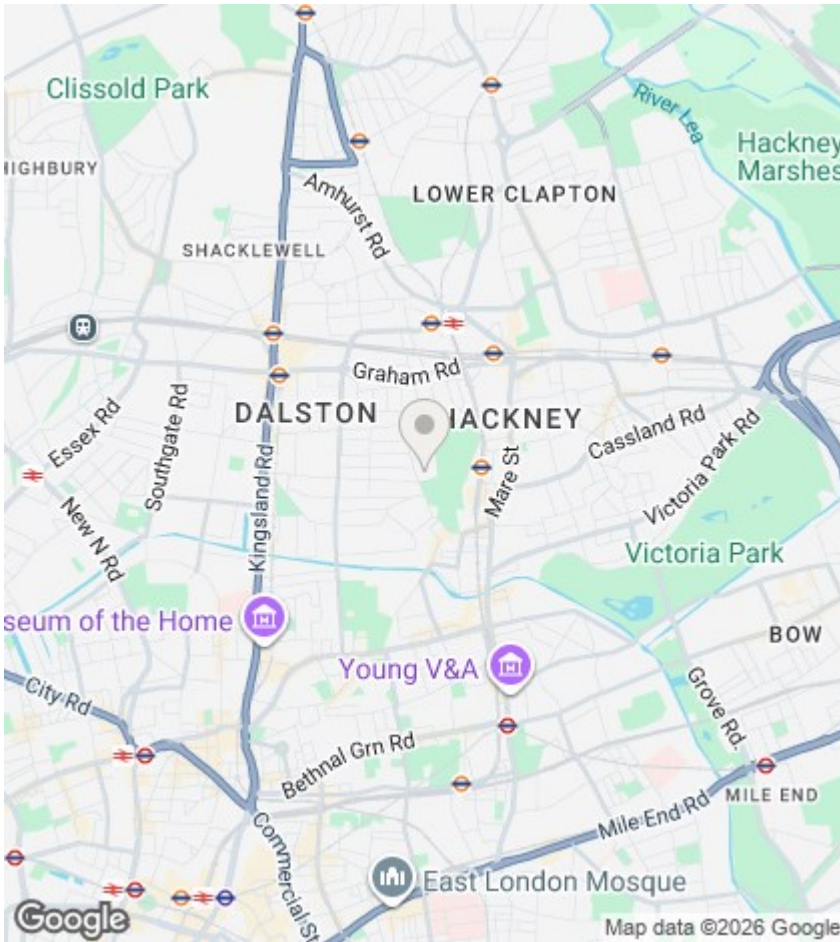 Clissold Park
River Lea
Hackney
Marshes
HIGHBURY
Amhurst Rd
LOWER CLAPTON
SHACKLEWELL
Graham Rd
DALSTON
HACKNEY
Essex Rd
Southgate Rd
Kingsland Rd
Mare St
Cassland Rd
Victoria Park Rd
New N Rd
Victoria Park
seum of the Home
BOW
Young V&A
City Rd
Grove Rd.
Bethnal Grn Rd
MILE END
Mile End Rd
Commercial St
East London Mosque
Google
Map data ©2026 Google